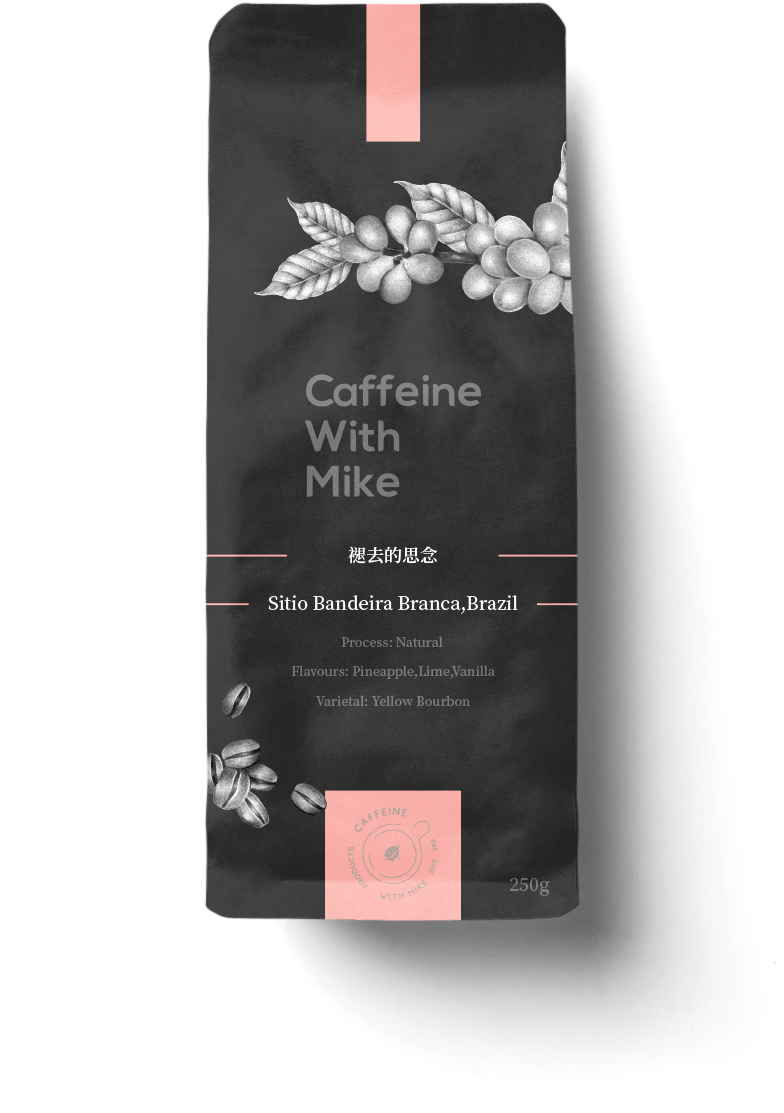 Caffeine
With
Mike
褪去的思念
Sitio Bandeira Branca,Brazil
Process: Natural
Flavours: Pineapple,Lime,Vanilla
Varietal: Yellow Bourbon
CAFFEINE
WITH MIKE
PRODUCTS
250g